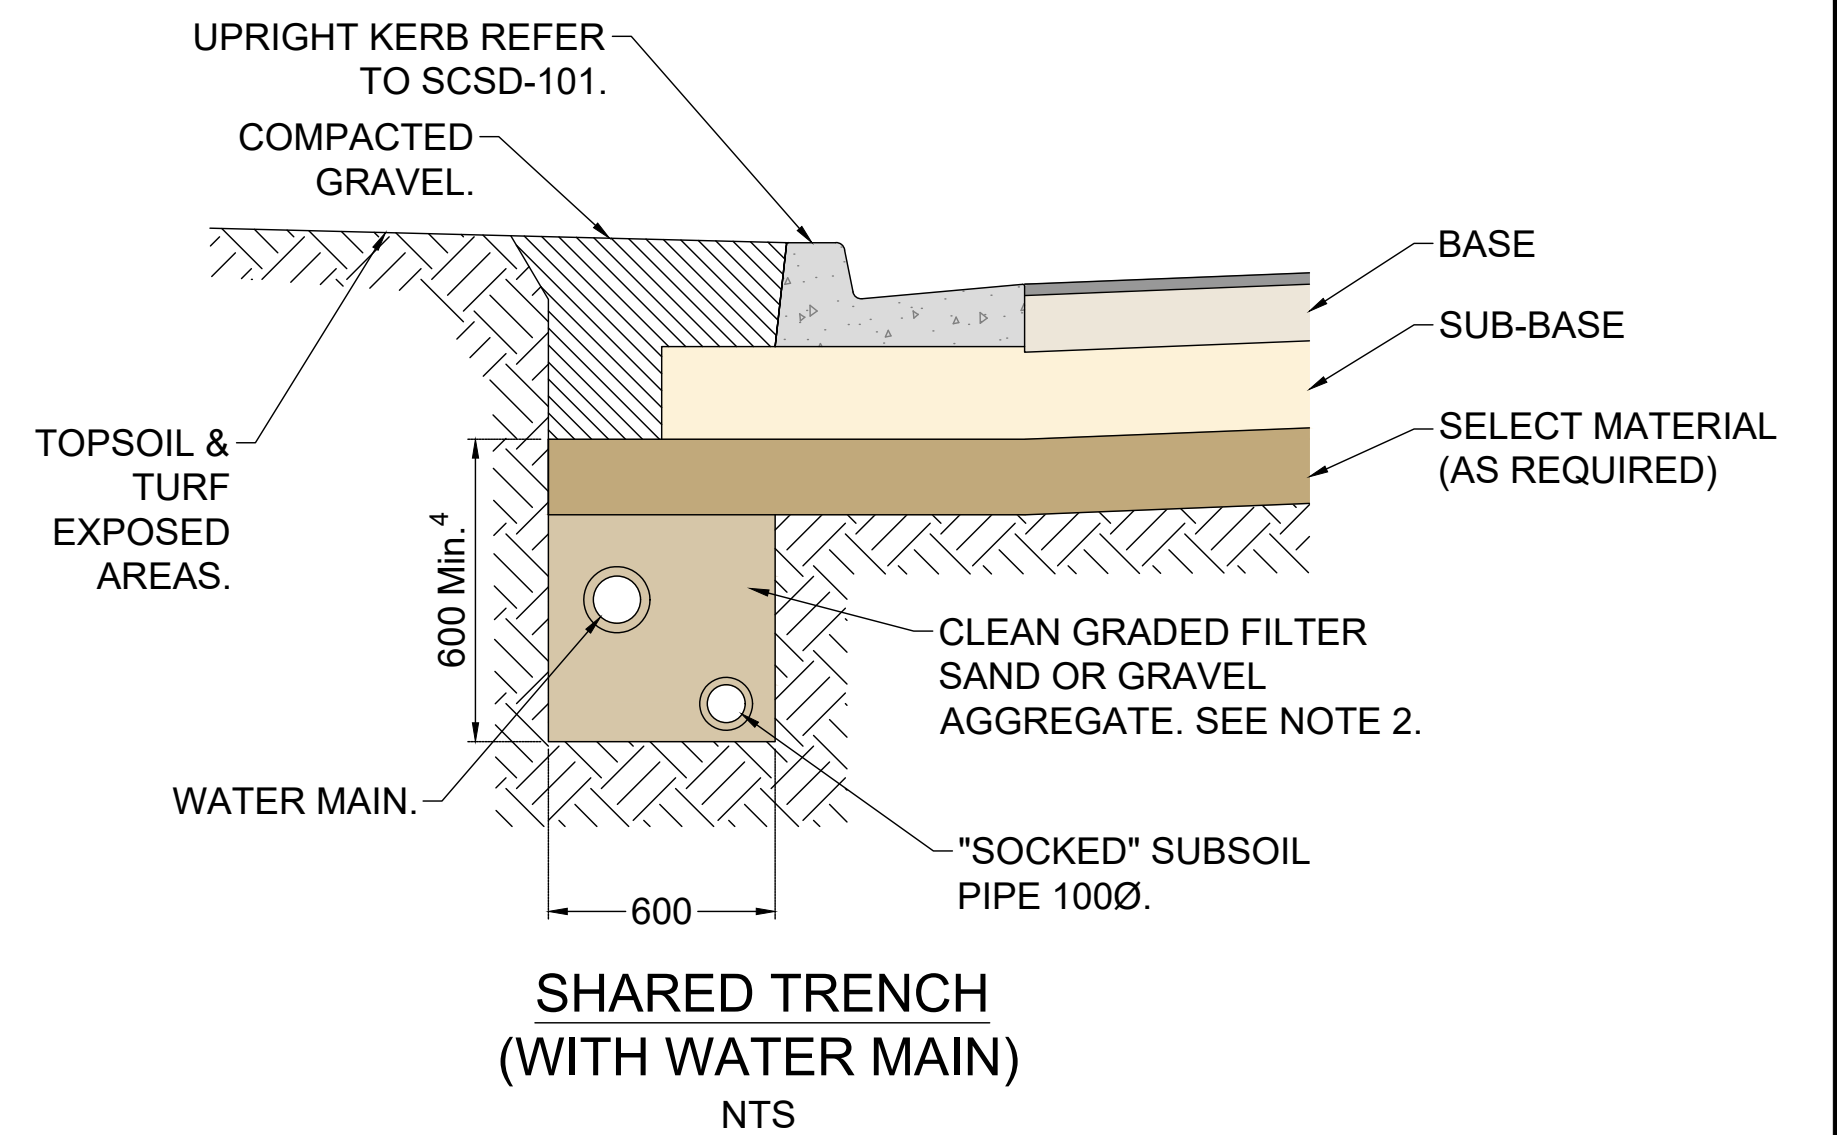 UPRIGHT KERB REFER
TO SCSD-101.
COMPACTED
GRAVEL.
BASE
SUB-BASE
SELECT MATERIAL
(AS REQUIRED)
TOPSOIL &
TURF
EXPOSED
AREAS.
600 Min.⁴
CLEAN GRADED FILTER
SAND OR GRAVEL
AGGREGATE. SEE NOTE 2.
WATER MAIN.
"SOCKED" SUBSOIL
PIPE 100Ø.
600
SHARED TRENCH
(WITH WATER MAIN)
NTS